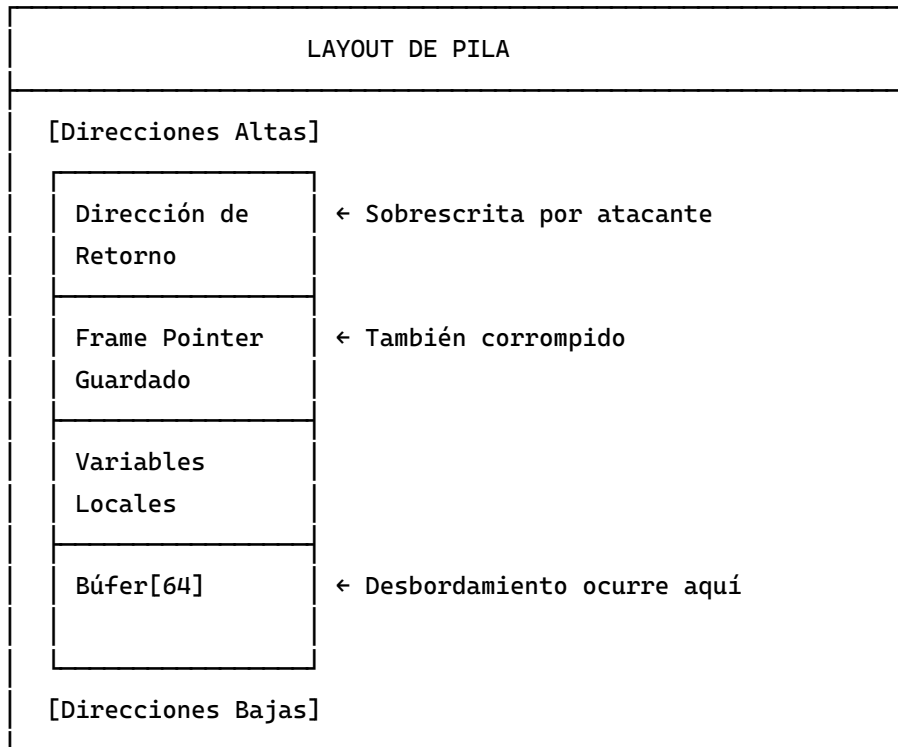 LAYOUT DE PILA
[Direcciones Altas]
Dirección de ← Sobrescrita por atacante
Retorno
Frame Pointer ← También corrompido
Guardado
Variables
Locales
Búfer[64] ← Desbordamiento ocurre aquí
[Direcciones Bajas]